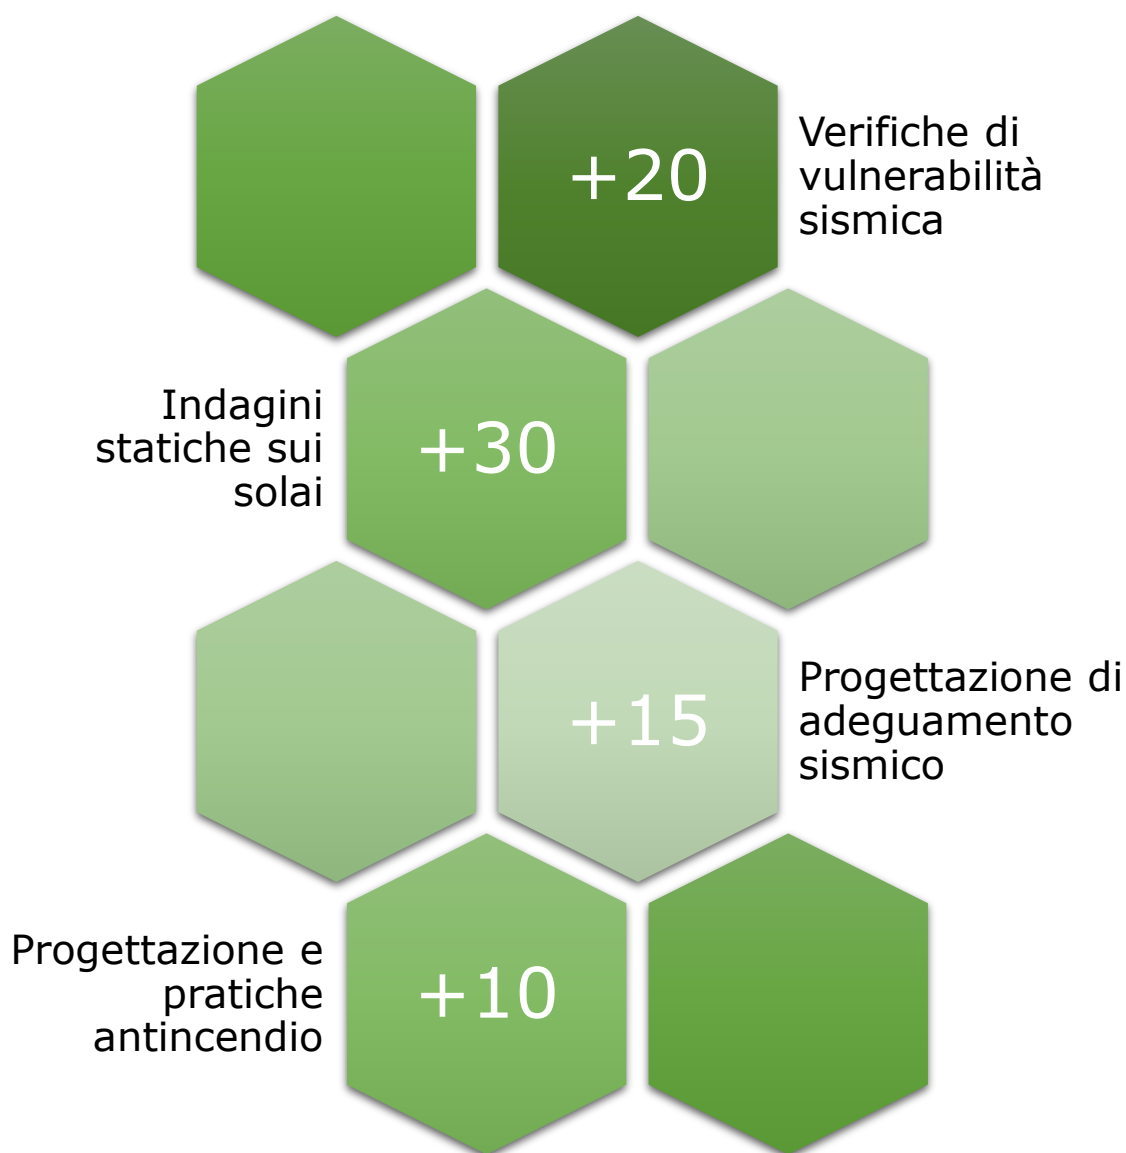 +20
Verifiche di
vulnerabilità
sismica
Indagini
statiche sui
solai
+30
+15
Progettazione di
adeguamento
sismico
Progettazione e
pratiche
antincendio
+10